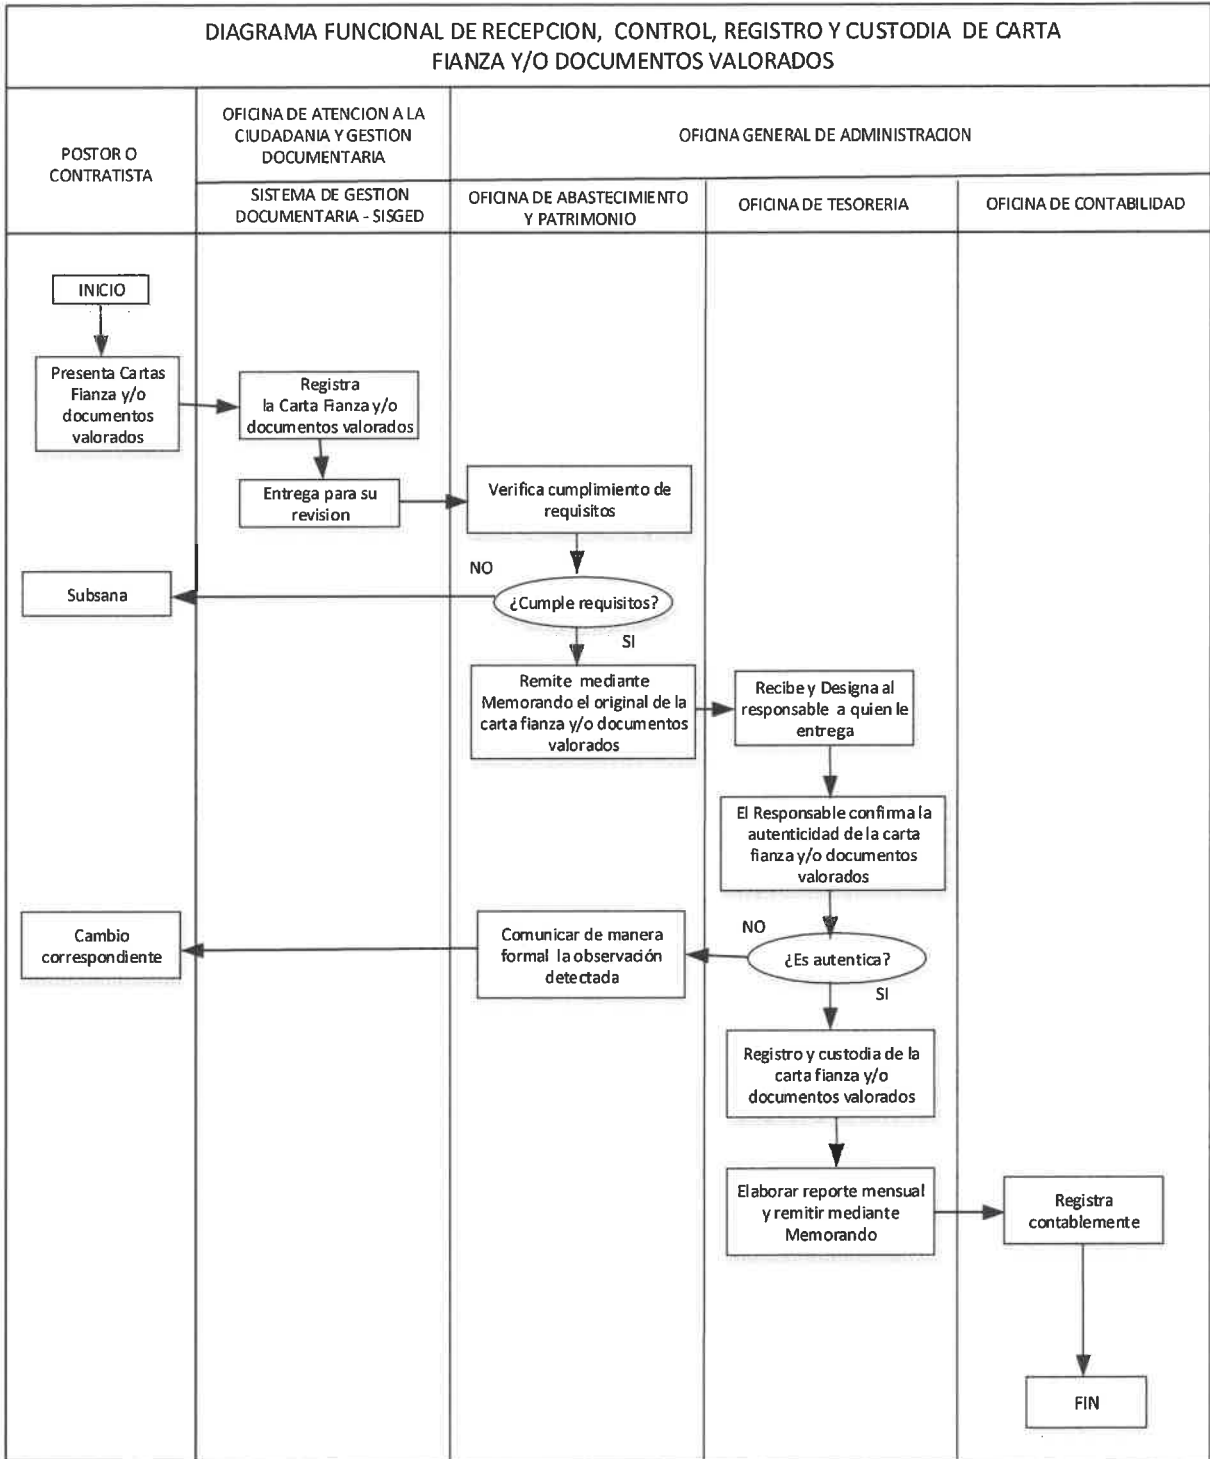 DIAGRAMA FUNCIONAL DE RECEPCION, CONTROL, REGISTRO Y CUSTODIA DE CARTA
FIANZA Y/O DOCUMENTOS VALORADOS
POSTOR O
CONTRATISTA
OFICINA DE ATENCION A LA
CIUDADANIA Y GESTION
DOCUMENTARIA
OFICINA GENERAL DE ADMINISTRACION
SISTEMA DE GESTION
DOCUMENTARIA - SISGED
OFICINA DE ABASTECIMIENTO
Y PATRIMONIO
OFICINA DE TESORERIA
OFICINA DE CONTABILIDAD
INICIO
Presenta Cartas
Fianza y/o
documentos
valorados
Registra
la Carta Fianza y/o
documentos valorados
Entrega para su
revision
Verifica cumplimiento de
requisitos
NO
¿Cumple requisitos?
Subsana
SI
Remite mediante
Memorando el original de la
carta fianza y/o documentos
valorados
Recibe y Designa al
responsable a quien le
entrega
El Responsable confirma la
autenticidad de la carta
fianza y/o documentos
valorados
NO
¿Es autentica?
Comunicar de manera
formal la observación
detectada
Cambio
correspondiente
SI
Registro y custodia de la
carta fianza y/o
documentos valorados
Elaborar reporte mensual
y remitir mediante
Memorando
Registra
contablemente
FIN